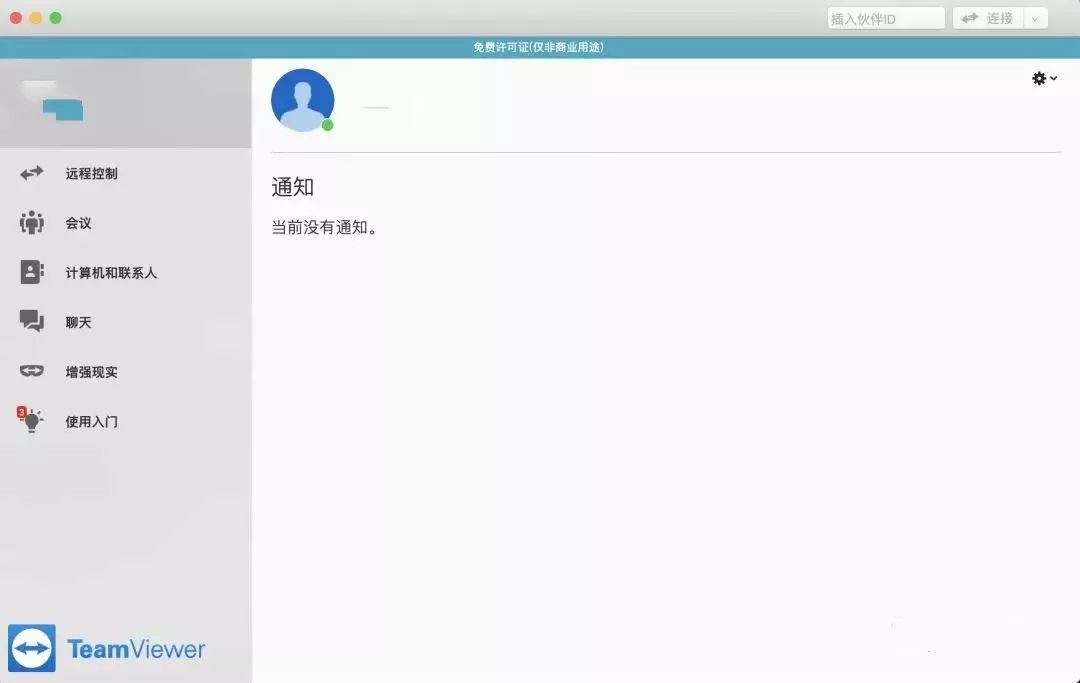 插入伙伴ID
连接
免费许可证(仅非商业用途)
远程控制
会议
计算机和联系人
聊天
增强现实
3
使用入门
通知
当前没有通知。
TeamViewer